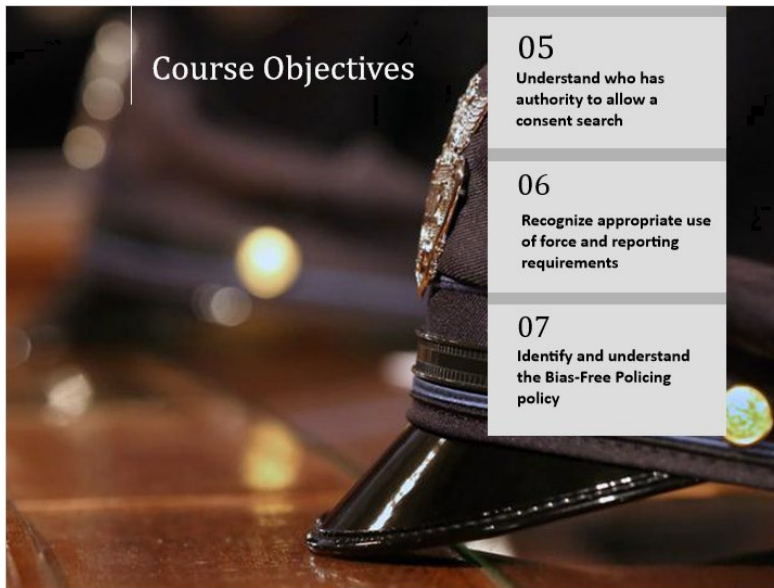 Course Objectives
05
Understand who has
authority to allow a
consent search
06
Recognize appropriate use
of force and reporting
requirements
07
Identify and understand
the Bias-Free Policing
policy